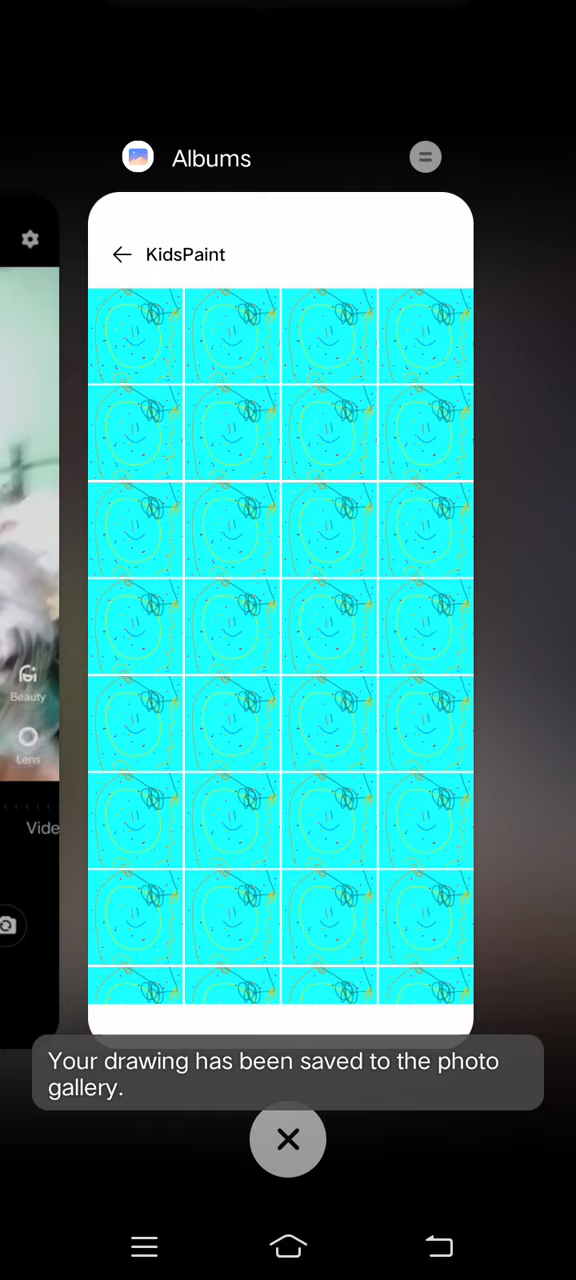 Albums
KidsPaint
Beauty
Lens
Vide
Your drawing has been saved to the photo
gallery.